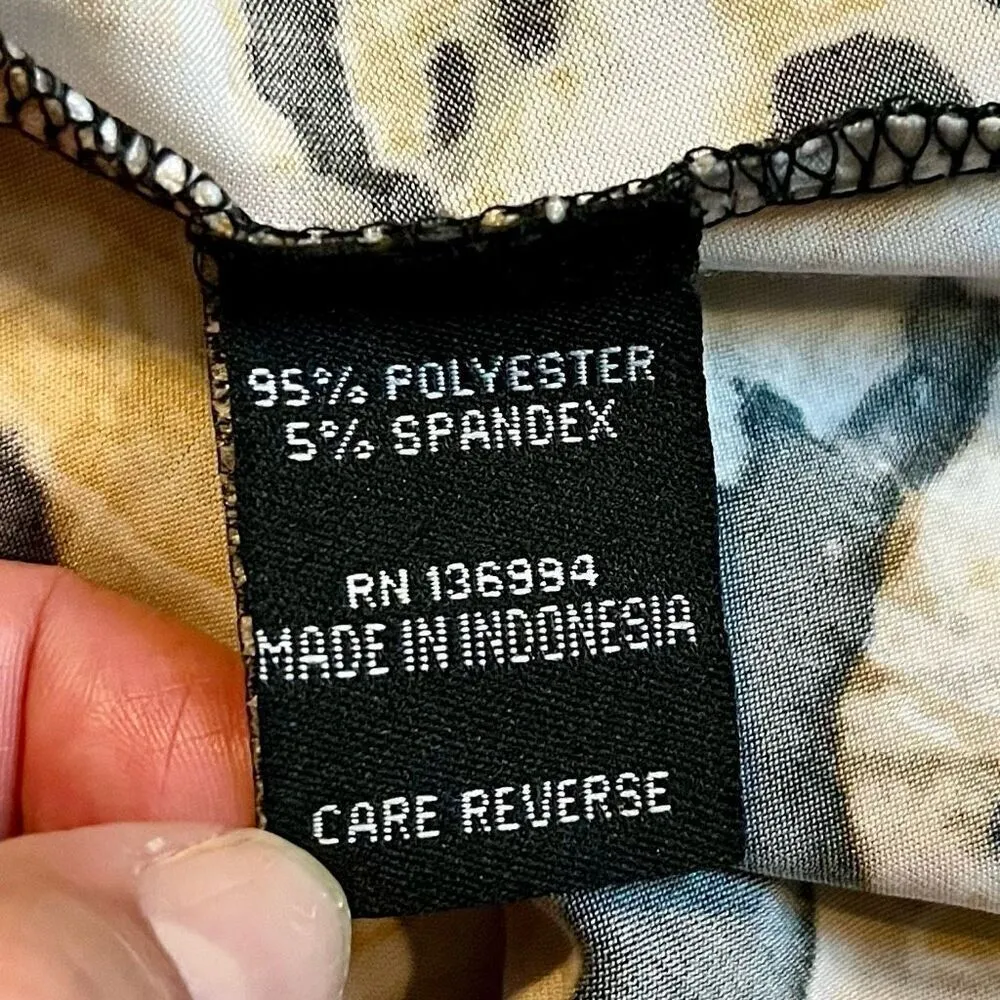 95% POLYESTER
5% SPANDEX
RN 136994
MADE IN INDONESIA
CARE REVERSE